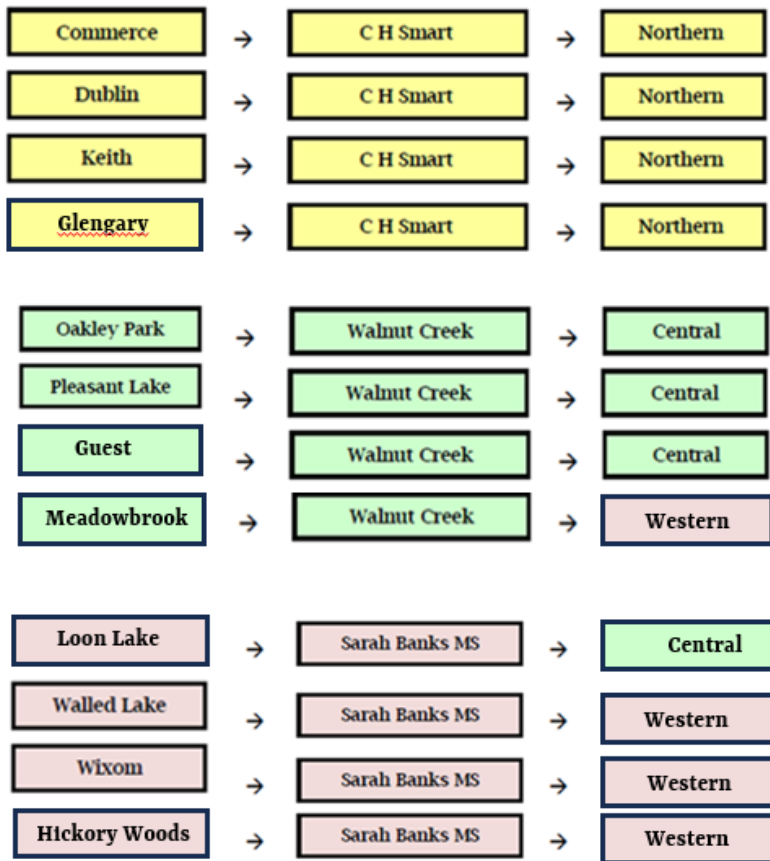 Commerce → C H Smart → Northern
Dublin → C H Smart → Northern
Keith → C H Smart → Northern
Glengary → C H Smart → Northern
Oakley Park → Walnut Creek → Central
Pleasant Lake → Walnut Creek → Central
Guest → Walnut Creek → Central
Meadowbrook → Walnut Creek → Western
Loon Lake → Sarah Banks MS → Central
Walled Lake → Sarah Banks MS → Western
Wixom → Sarah Banks MS → Western
Hickory Woods → Sarah Banks MS → Western